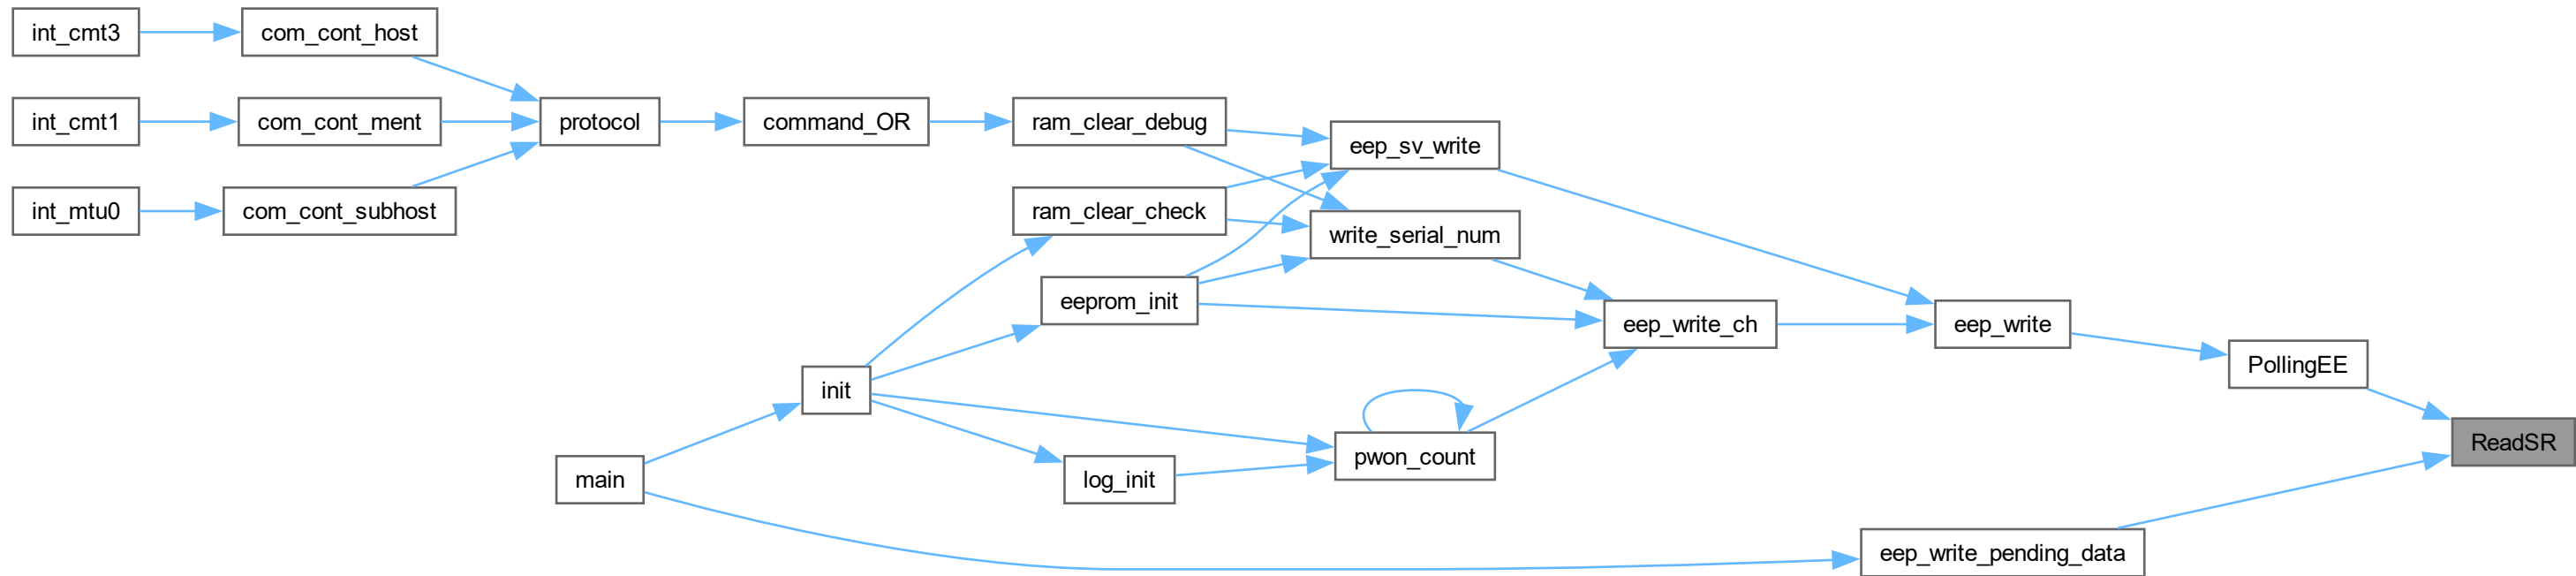 int_cmt3
com_cont_host
int_cmt1
com_cont_ment
protocol
command_OR
ram_clear_debug
eep_sv_write
int_mtu0
com_cont_subhost
ram_clear_check
write_serial_num
eeprom_init
eep_write_ch
eep_write
PollingEE
init
ReadSR
main
log_init
pwon_count
eep_write_pending_data